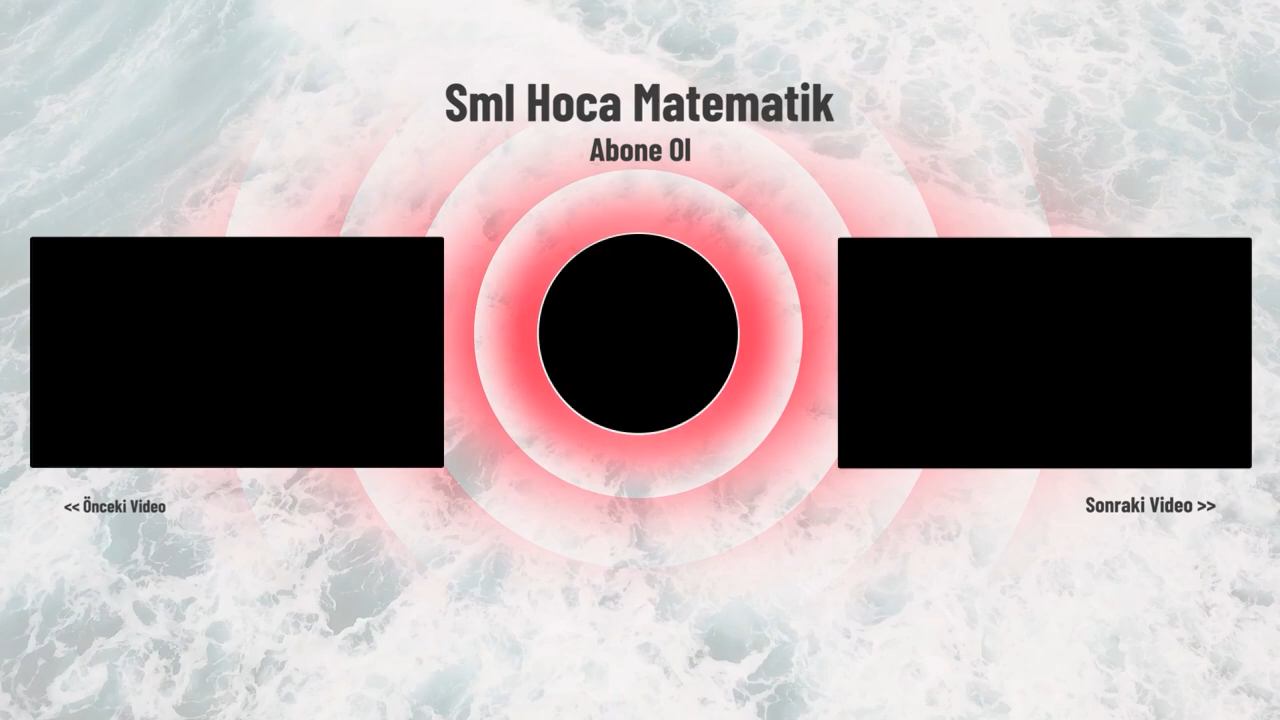 Sml Hoca Matematik
Abone Ol
<< Önceki Video
Sonraki Video >>